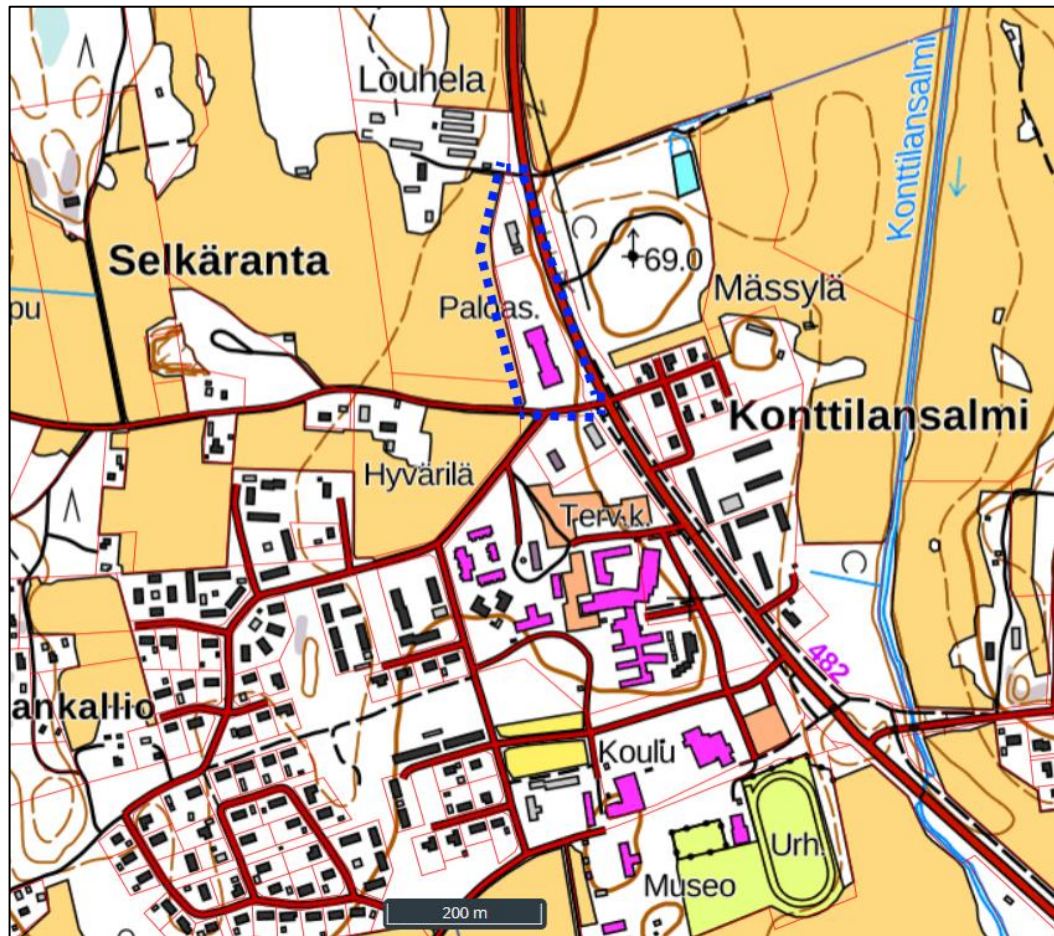 Louhela
Konttilansalmi
Selkäranta
69.0
Mässylä
pu
Paloas.
Konttilansalmi
Hyvärilä
Terv.k.
482
ankallio
Koulu
Urh.
Museo
200 m